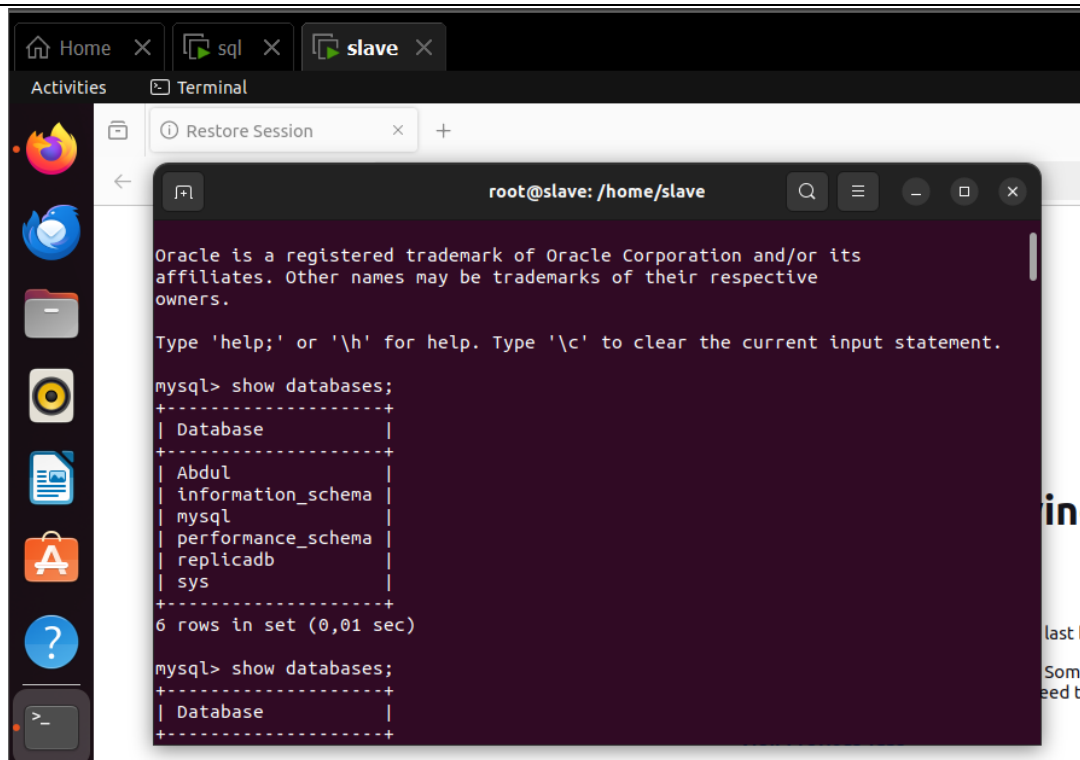 Home
sql
slave
Activities
Terminal
Restore Session
root@slave: /home/slave
Oracle is a registered trademark of Oracle Corporation and/or its
affiliates. Other names may be trademarks of their respective
owners.
Type 'help;' or '\h' for help. Type '\c' to clear the current input statement.
mysql> show databases;
+--------------------+
| Database           |
+--------------------+
| Abdul              |
| information_schema |
| mysql              |
| performance_schema |
| replicadb          |
| sys                |
+--------------------+
6 rows in set (0,01 sec)
mysql> show databases;
+--------------------+
| Database           |
+--------------------+
last